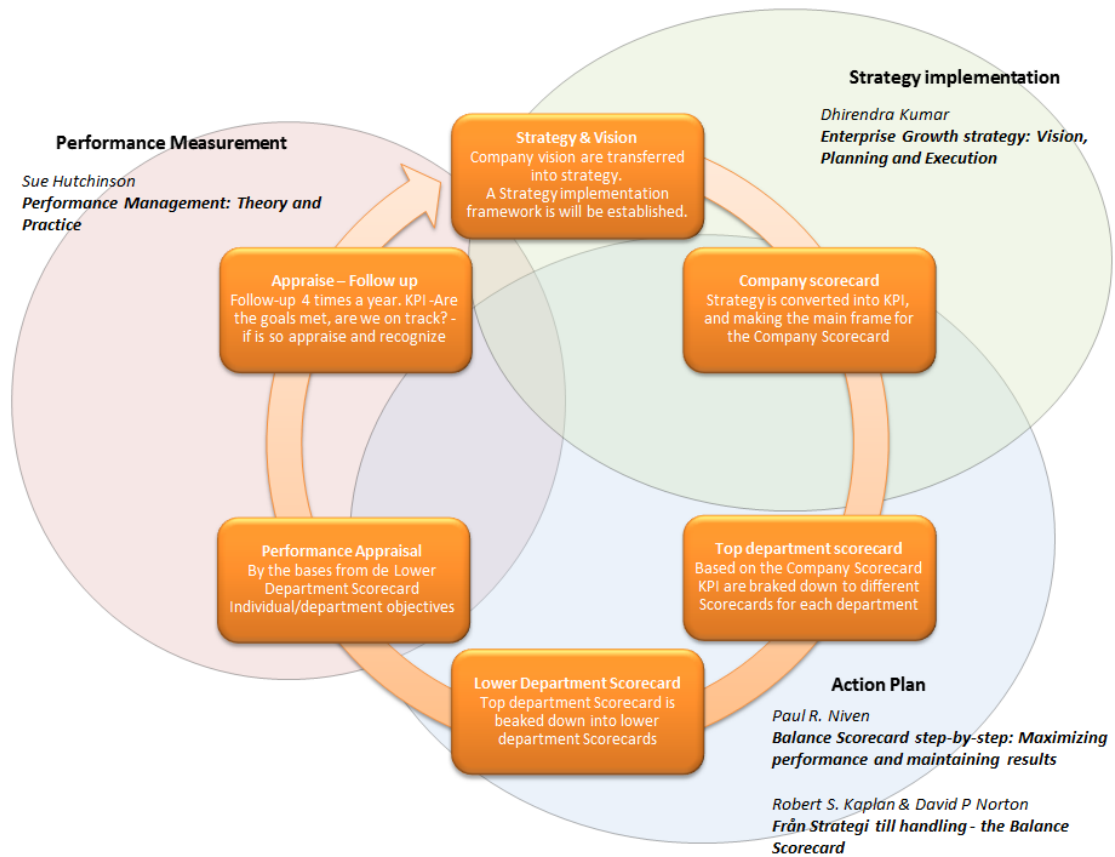 Strategy implementation
Dhirendra Kumar
Enterprise Growth strategy: Vision,
Planning and Execution
Performance Measurement
Sue Hutchinson
Performance Management: Theory and
Practice
Strategy & Vision
Company vision are transferred
into strategy.
A Strategy implementation
framework is will be established.
Company scorecard
Strategy is converted into KPI,
and making the main frame for
the Company Scorecard
Top department scorecard
Based on the Company Scorecard
KPI are braked down to different
Scorecards for each department
Lower Department Scorecard
Top department Scorecard is
beaked down into lower
department Scorecards
Performance Appraisal
By the bases from de Lower
Department Scorecard
Individual/department objectives
Appraise – Follow up
Follow-up 4 times a year. KPI -Are
the goals met, are we on track? -
if is so appraise and recognize
Action Plan
Paul R. Niven
Balance Scorecard step-by-step: Maximizing
performance and maintaining results
Robert S. Kaplan & David P Norton
Från Strategi till handling - the Balance
Scorecard